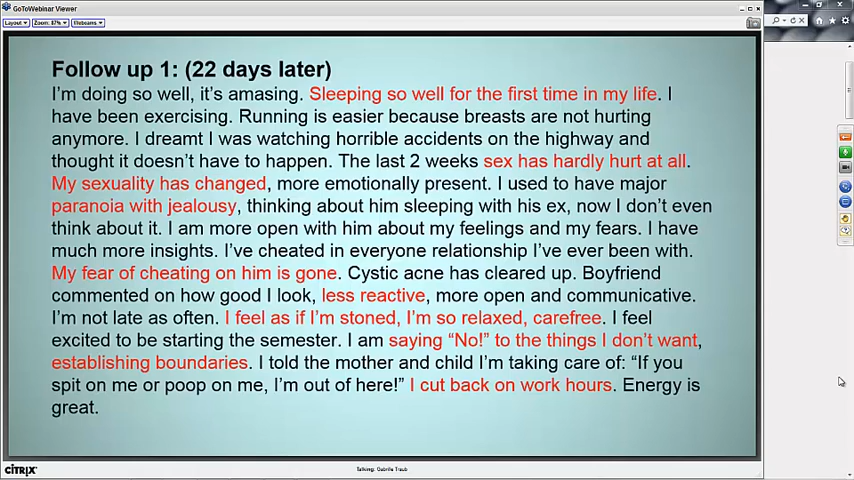 GoToWebinar Viewer
Layout
Zoom: 87%
Webcams
Follow up 1: (22 days later)
I'm doing so well, it's amasing. Sleeping so well for the first time in my life. I
have been exercising. Running is easier because breasts are not hurting
anymore. I dreamt I was watching horrible accidents on the highway and
thought it doesn't have to happen. The last 2 weeks sex has hardly hurt at all.
My sexuality has changed, more emotionally present. I used to have major
paranoia with jealousy, thinking about him sleeping with his ex, now I don't even
think about it. I am more open with him about my feelings and my fears. I have
much more insights. I've cheated in everyone relationship I've ever been with.
My fear of cheating on him is gone. Cystic acne has cleared up. Boyfriend
commented on how good I look, less reactive, more open and communicative.
I'm not late as often. I feel as if I'm stoned, I'm so relaxed, carefree. I feel
excited to be starting the semester. I am saying “No!” to the things I don't want,
establishing boundaries. I told the mother and child I'm taking care of: “If you
spit on me or poop on me, I'm out of here!” I cut back on work hours. Energy is
great.
CITRIX
Talking: Gabrile Traub